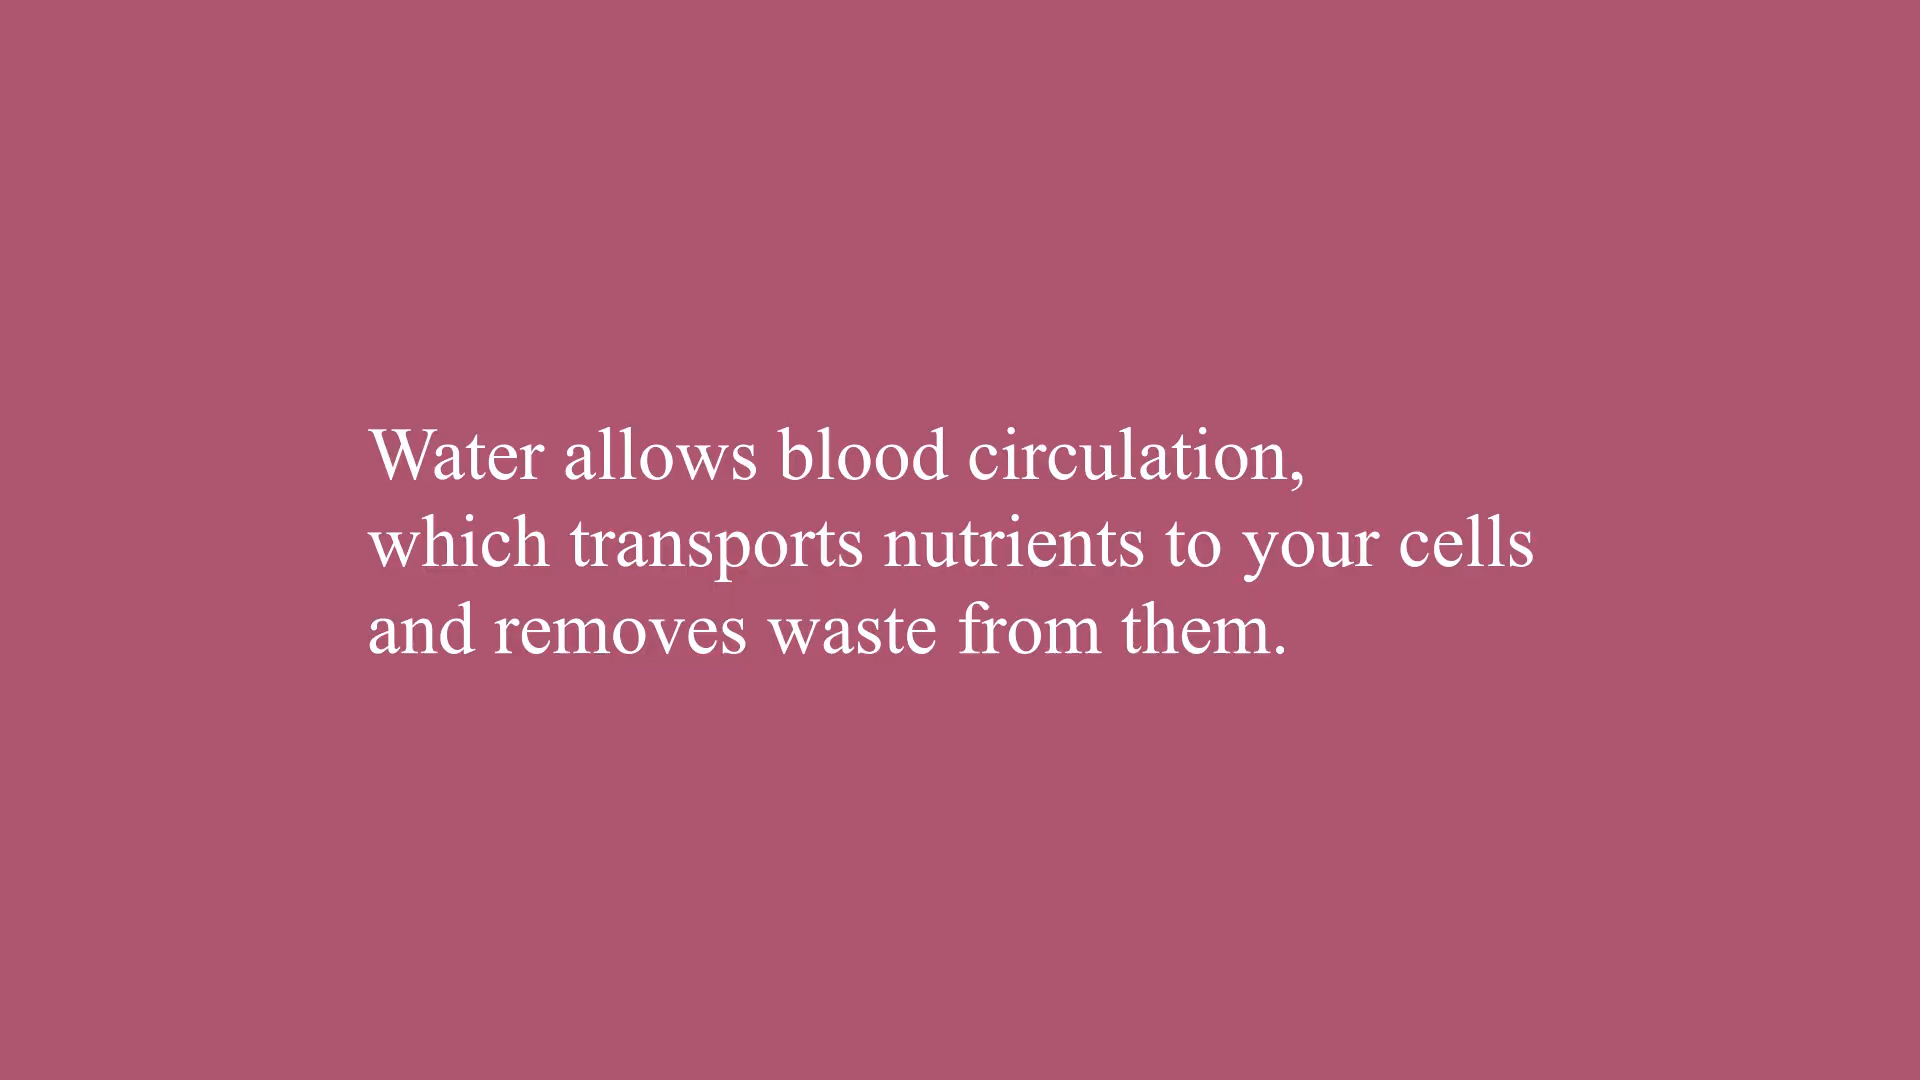 Water allows blood circulation,
which transports nutrients to your cells
and removes waste from them.